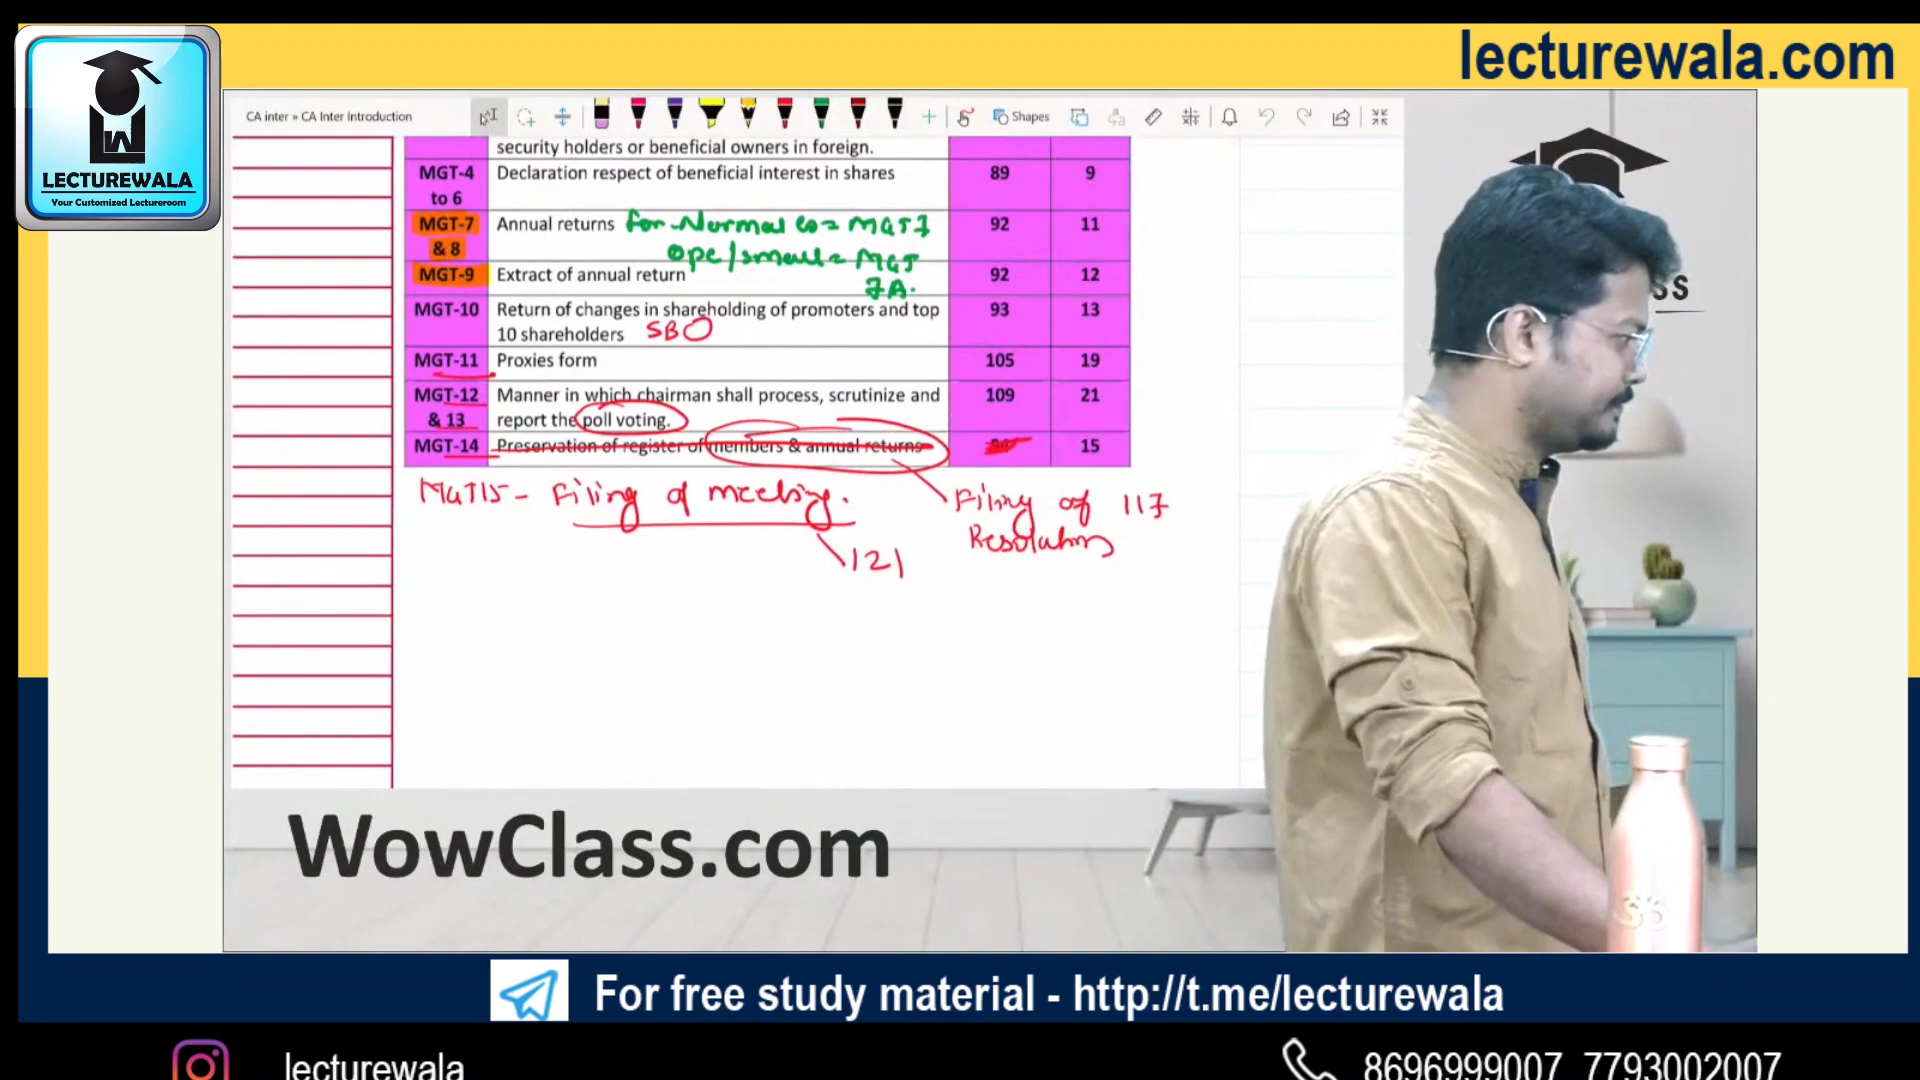 lecturewala.com
LW
LECTUREWALA
Your Customized Lectureroom
CA inter » CA Inter Introduction
Shapes
security holders or beneficial owners in foreign.
MGT-4 to 6 Declaration respect of beneficial interest in shares 89 9
MGT-7 & 8 Annual returns for Normal co = MGT 7 92 11
OPC/small = MGT 7A.
MGT-9 Extract of annual return 92 12
MGT-10 Return of changes in shareholding of promoters and top 93 13
10 shareholders SBO
MGT-11 Proxies form 105 19
MGT-12 & 13 Manner in which chairman shall process, scrutinize and 109 21
report the poll voting.
MGT-14 Preservation of register of members & annual returns 15
MGT15 - Filing of meeting.
Filing of 117
Resolutions
121
ss
WowClass.com
For free study material - http://t.me/lecturewala
lecturewala
8696999007, 7793002007